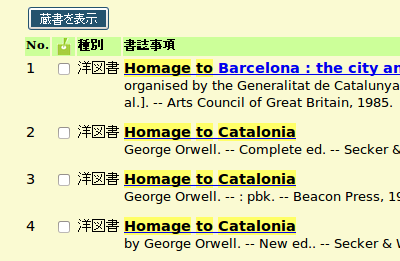 蔵書を表示
No. 種別 書誌事項
1 洋図書 Homage to Barcelona : the city an
organised by the Generalitat de Catalunya
al.]. -- Arts Council of Great Britain, 1985.
2 洋図書 Homage to Catalonia
George Orwell. -- Complete ed. -- Secker &
3 洋図書 Homage to Catalonia
George Orwell. -- : pbk. -- Beacon Press, 19
4 洋図書 Homage to Catalonia
by George Orwell. -- New ed.. -- Secker &